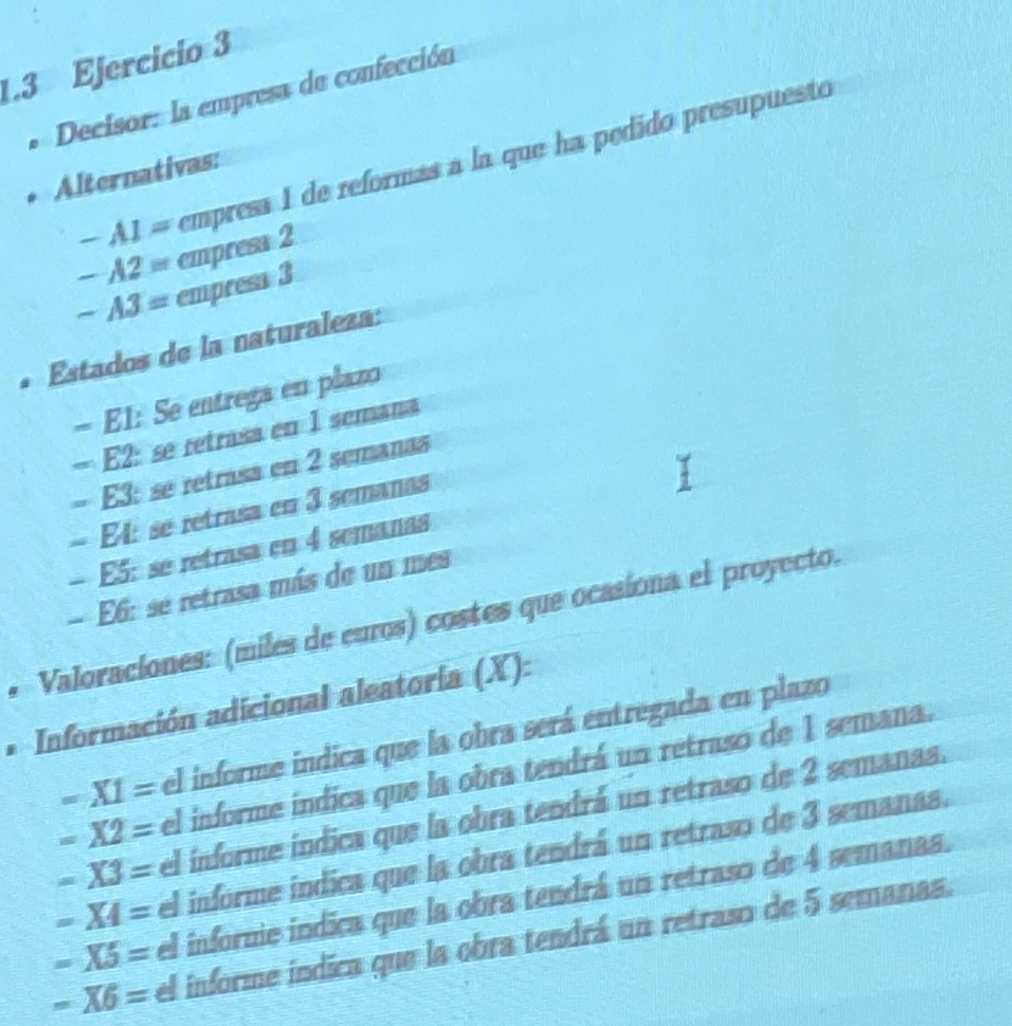 1.3 Ejercicio 3
• Decisor: la empresa de confección
• Alternativas:
– A1 = empresa 1 de reformas a la que ha pedido presupuesto
– A2 = empresa 2
– A3 = empresa 3
• Estados de la naturaleza:
– E1: Se entrega en plazo
– E2: se retrasa en 1 semana
– E3: se retrasa en 2 semanas
– E4: se retrasa en 3 semanas
– E5: se retrasa en 4 semanas
– E6: se retrasa más de un mes
• Valoraciones: (miles de euros) costes que ocasiona el proyecto.
• Información adicional aleatoria (X):
– X1 = el informe indica que la obra será entregada en plazo
– X2 = el informe indica que la obra tendrá un retraso de 1 semana.
– X3 = el informe indica que la obra tendrá un retraso de 2 semanas.
– X4 = el informe indica que la obra tendrá un retraso de 3 semanas.
– X5 = el informe indica que la obra tendrá un retraso de 4 semanas.
– X6 = el informe indica que la obra tendrá un retraso de 5 semanas.